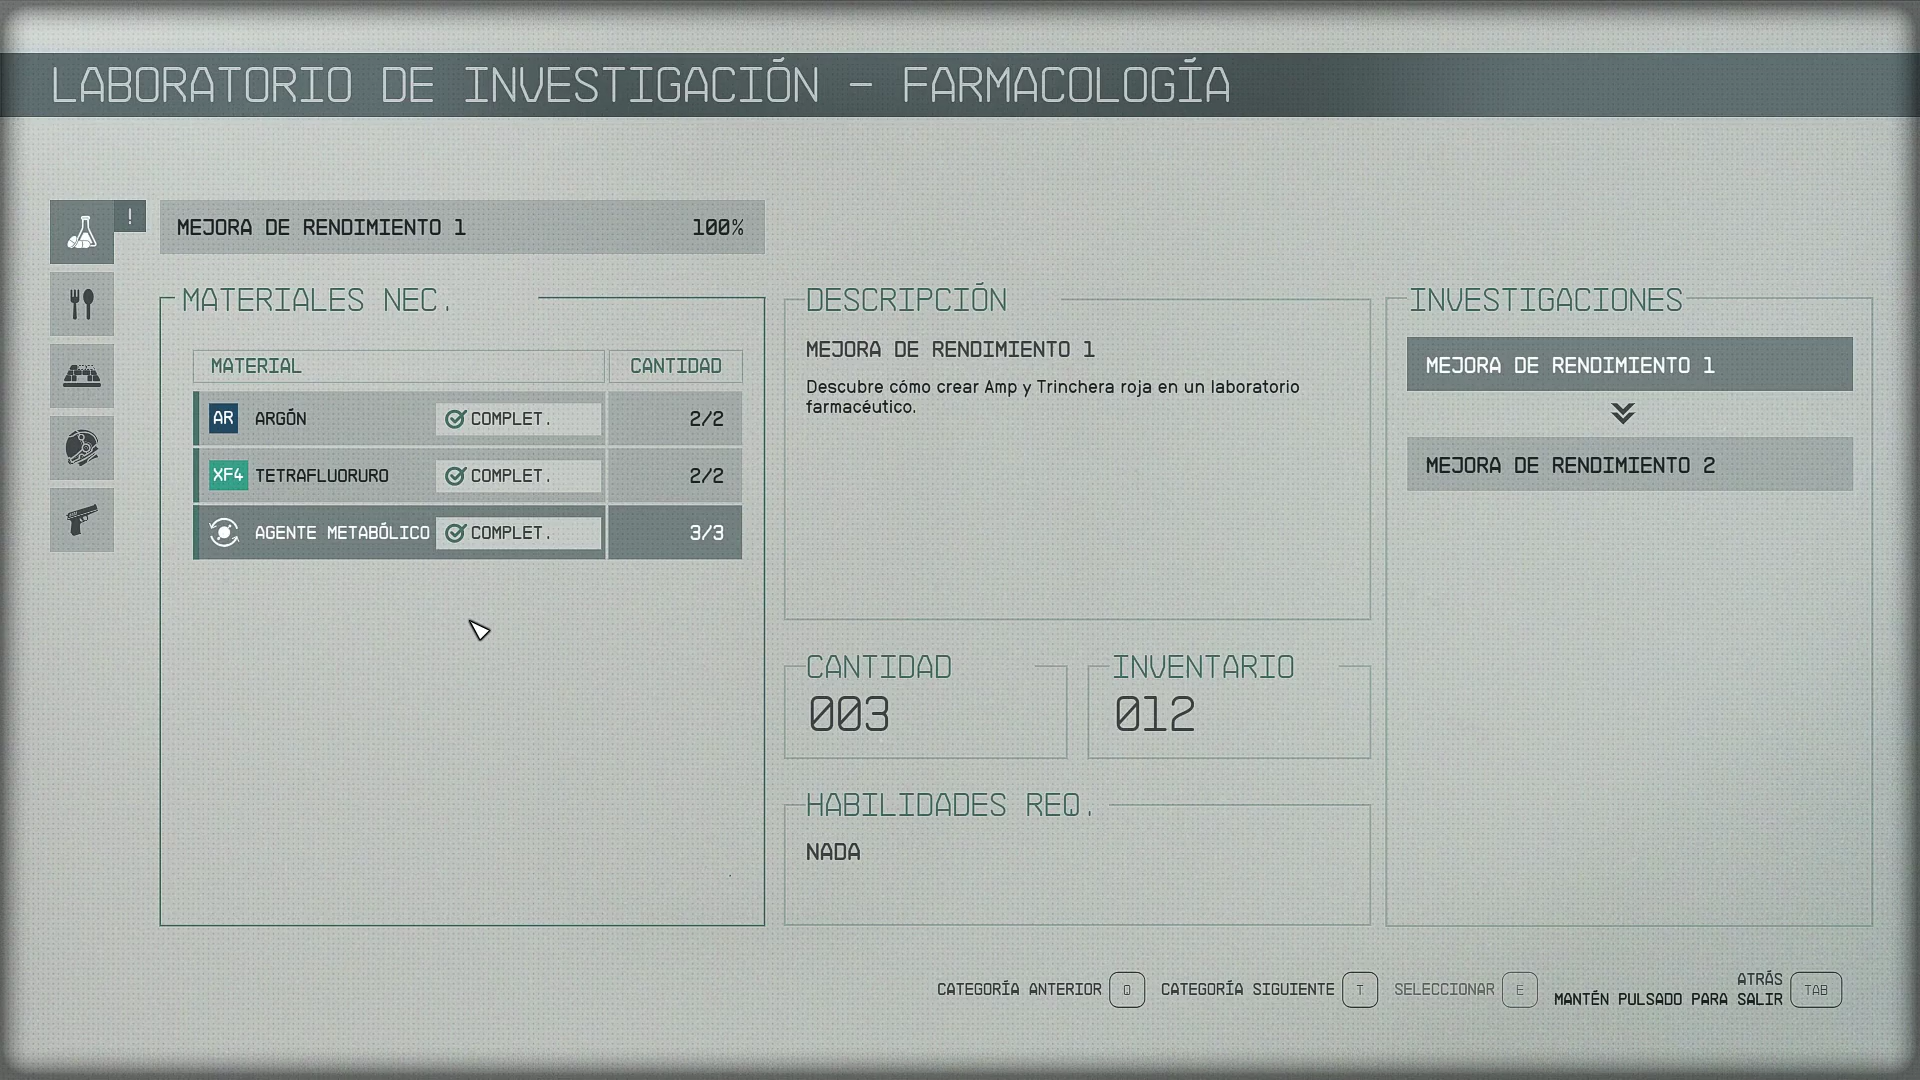 LABORATORIO DE INVESTIGACIÓN - FARMACOLOGÍA
!
MEJORA DE RENDIMIENTO 1 100%
MATERIALES NEC.
MATERIAL CANTIDAD
AR ARGÓN COMPLET. 2/2
XF4 TETRAFLUORURO COMPLET. 2/2
AGENTE METABÓLICO COMPLET. 3/3
DESCRIPCIÓN
MEJORA DE RENDIMIENTO 1
Descubre cómo crear Amp y Trinchera roja en un laboratorio
farmacéutico.
CANTIDAD
003
INVENTARIO
012
HABILIDADES REQ.
NADA
INVESTIGACIONES
MEJORA DE RENDIMIENTO 1
MEJORA DE RENDIMIENTO 2
CATEGORÍA ANTERIOR Q CATEGORÍA SIGUIENTE T SELECCIONAR E
ATRÁS
MANTÉN PULSADO PARA SALIR TAB